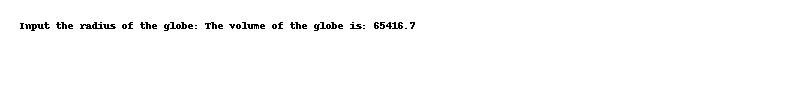 Input the radius of the globe: The volume of the globe is: 65416.7